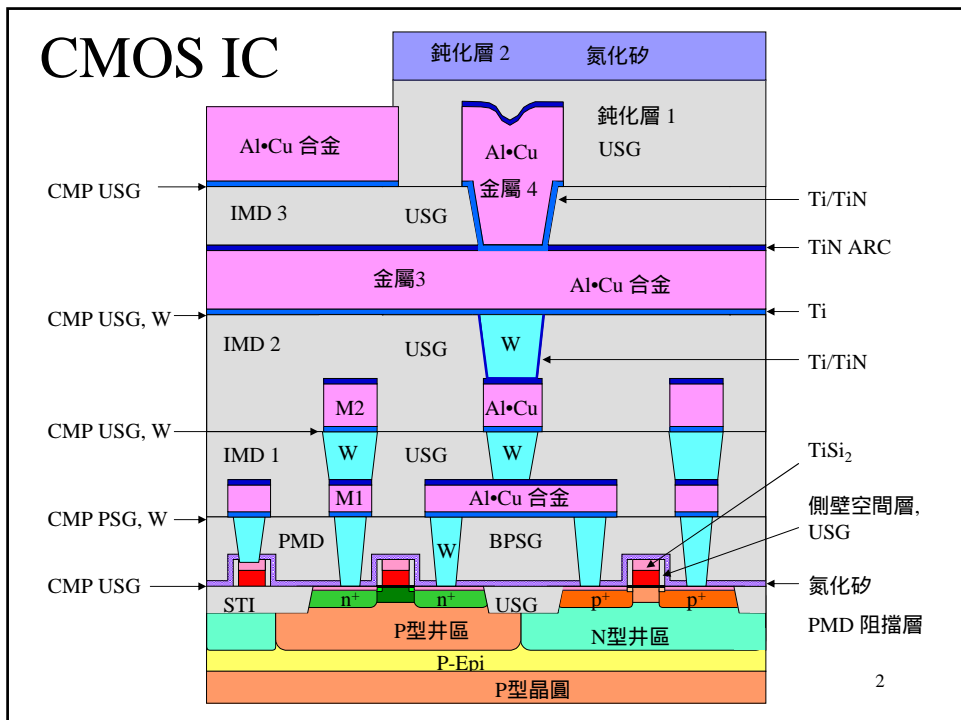 CMOS IC
鈍化層 2 氮化矽
鈍化層 1
Al•Cu 合金
Al•Cu
USG
CMP USG
金屬 4
Ti/TiN
IMD 3
USG
TiN ARC
金屬3
Al•Cu 合金
CMP USG, W
Ti
IMD 2
USG
W
Ti/TiN
M2
Al•Cu
CMP USG, W
IMD 1
W
USG
W
TiSi₂
M1
Al•Cu 合金
CMP PSG, W
側壁空間層,
USG
PMD
W
BPSG
CMP USG
氮化矽
STI
n⁺
n⁺
USG
p⁺
p⁺
PMD 阻擋層
P型井區
N型井區
P-Epi
P型晶圓
2